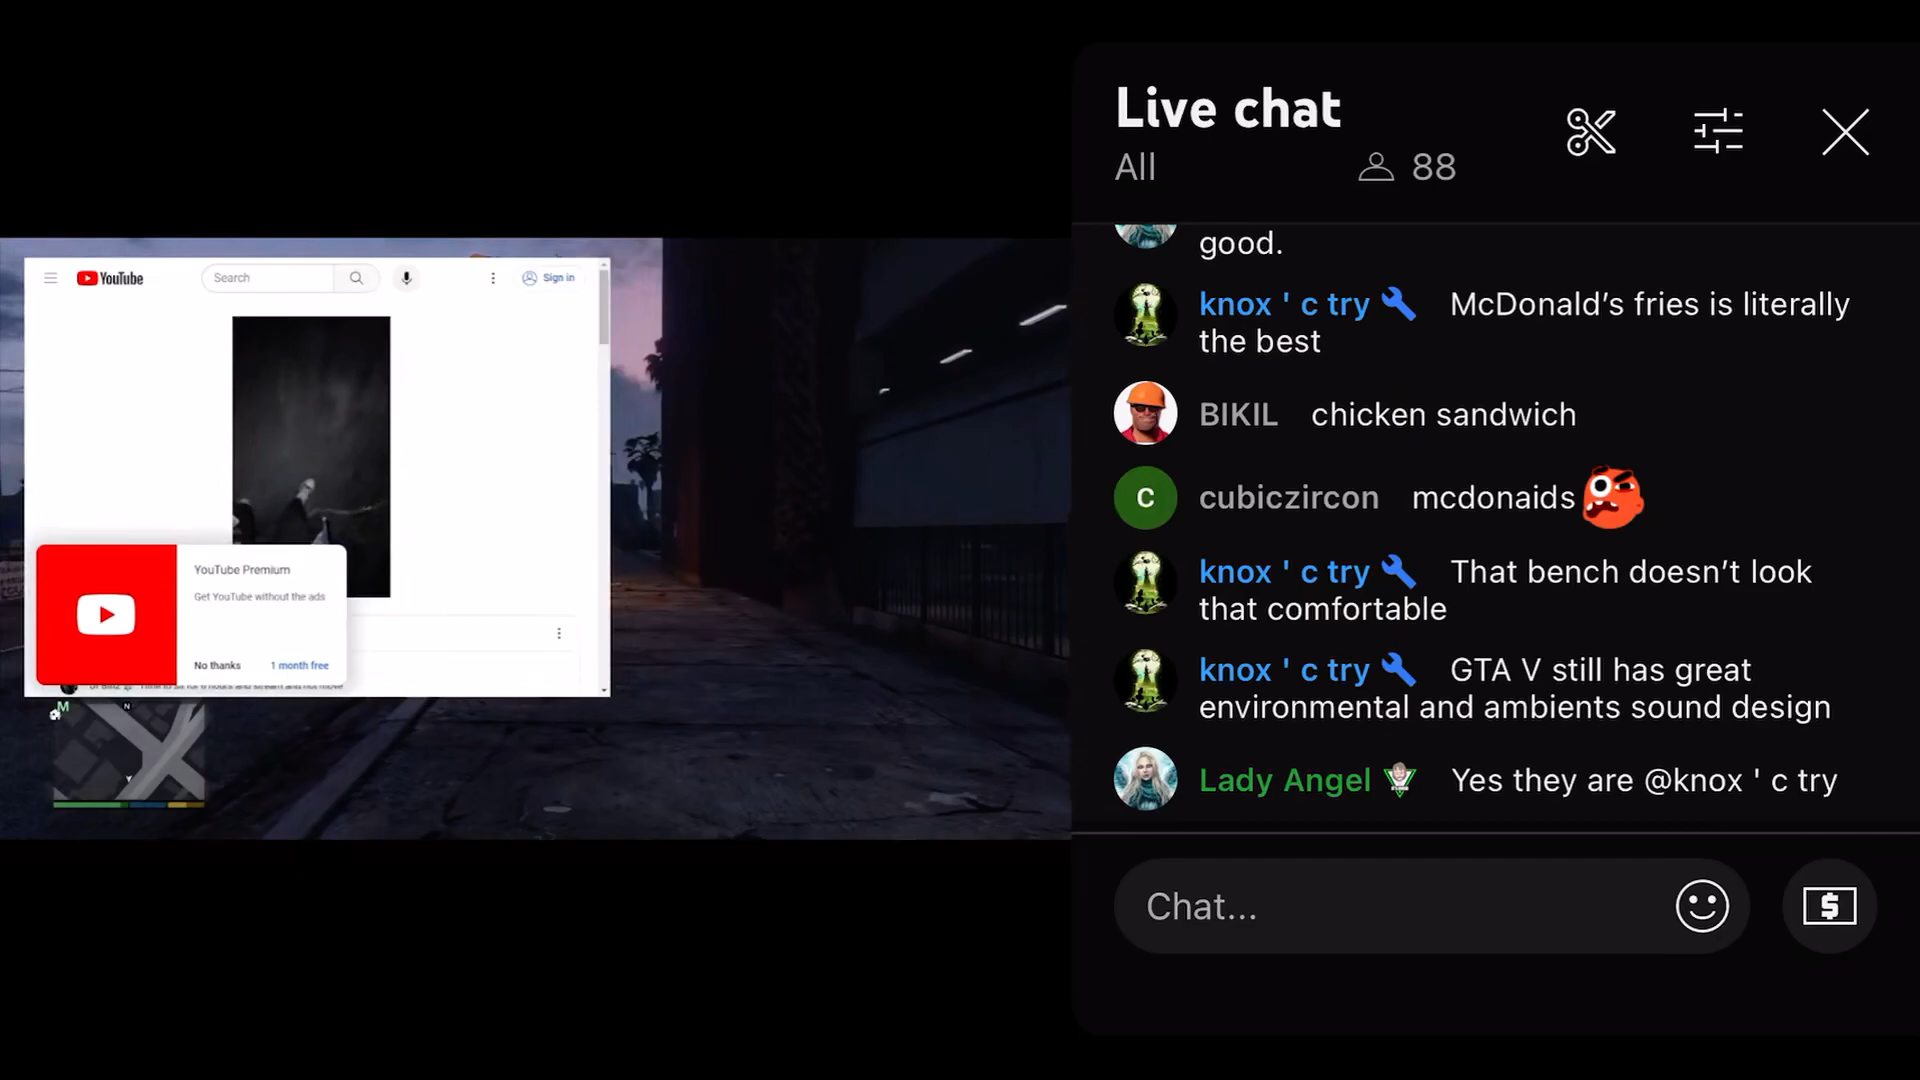 YouTube
Search
Sign in
YouTube Premium
Get YouTube without the ads
No thanks
1 month free
M
N
Live chat
All
88
good.
knox ' c try McDonald’s fries is literally
the best
BIKIL chicken sandwich
C
cubiczircon mcdonaids
knox ' c try That bench doesn’t look
that comfortable
knox ' c try GTA V still has great
environmental and ambients sound design
Lady Angel Yes they are @knox ' c try
Chat...
$